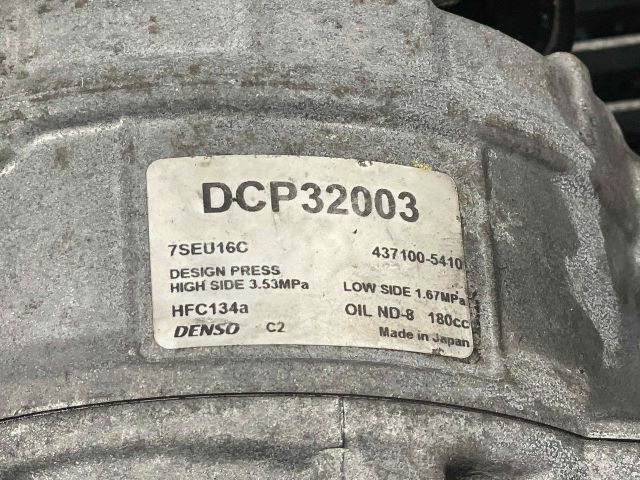 DCP32003
7SEU16C 437100-5410
DESIGN PRESS
HIGH SIDE 3.53MPa LOW SIDE 1.67MPa
HFC134a OIL ND-8 180cc
DENSO C2 Made in Japan